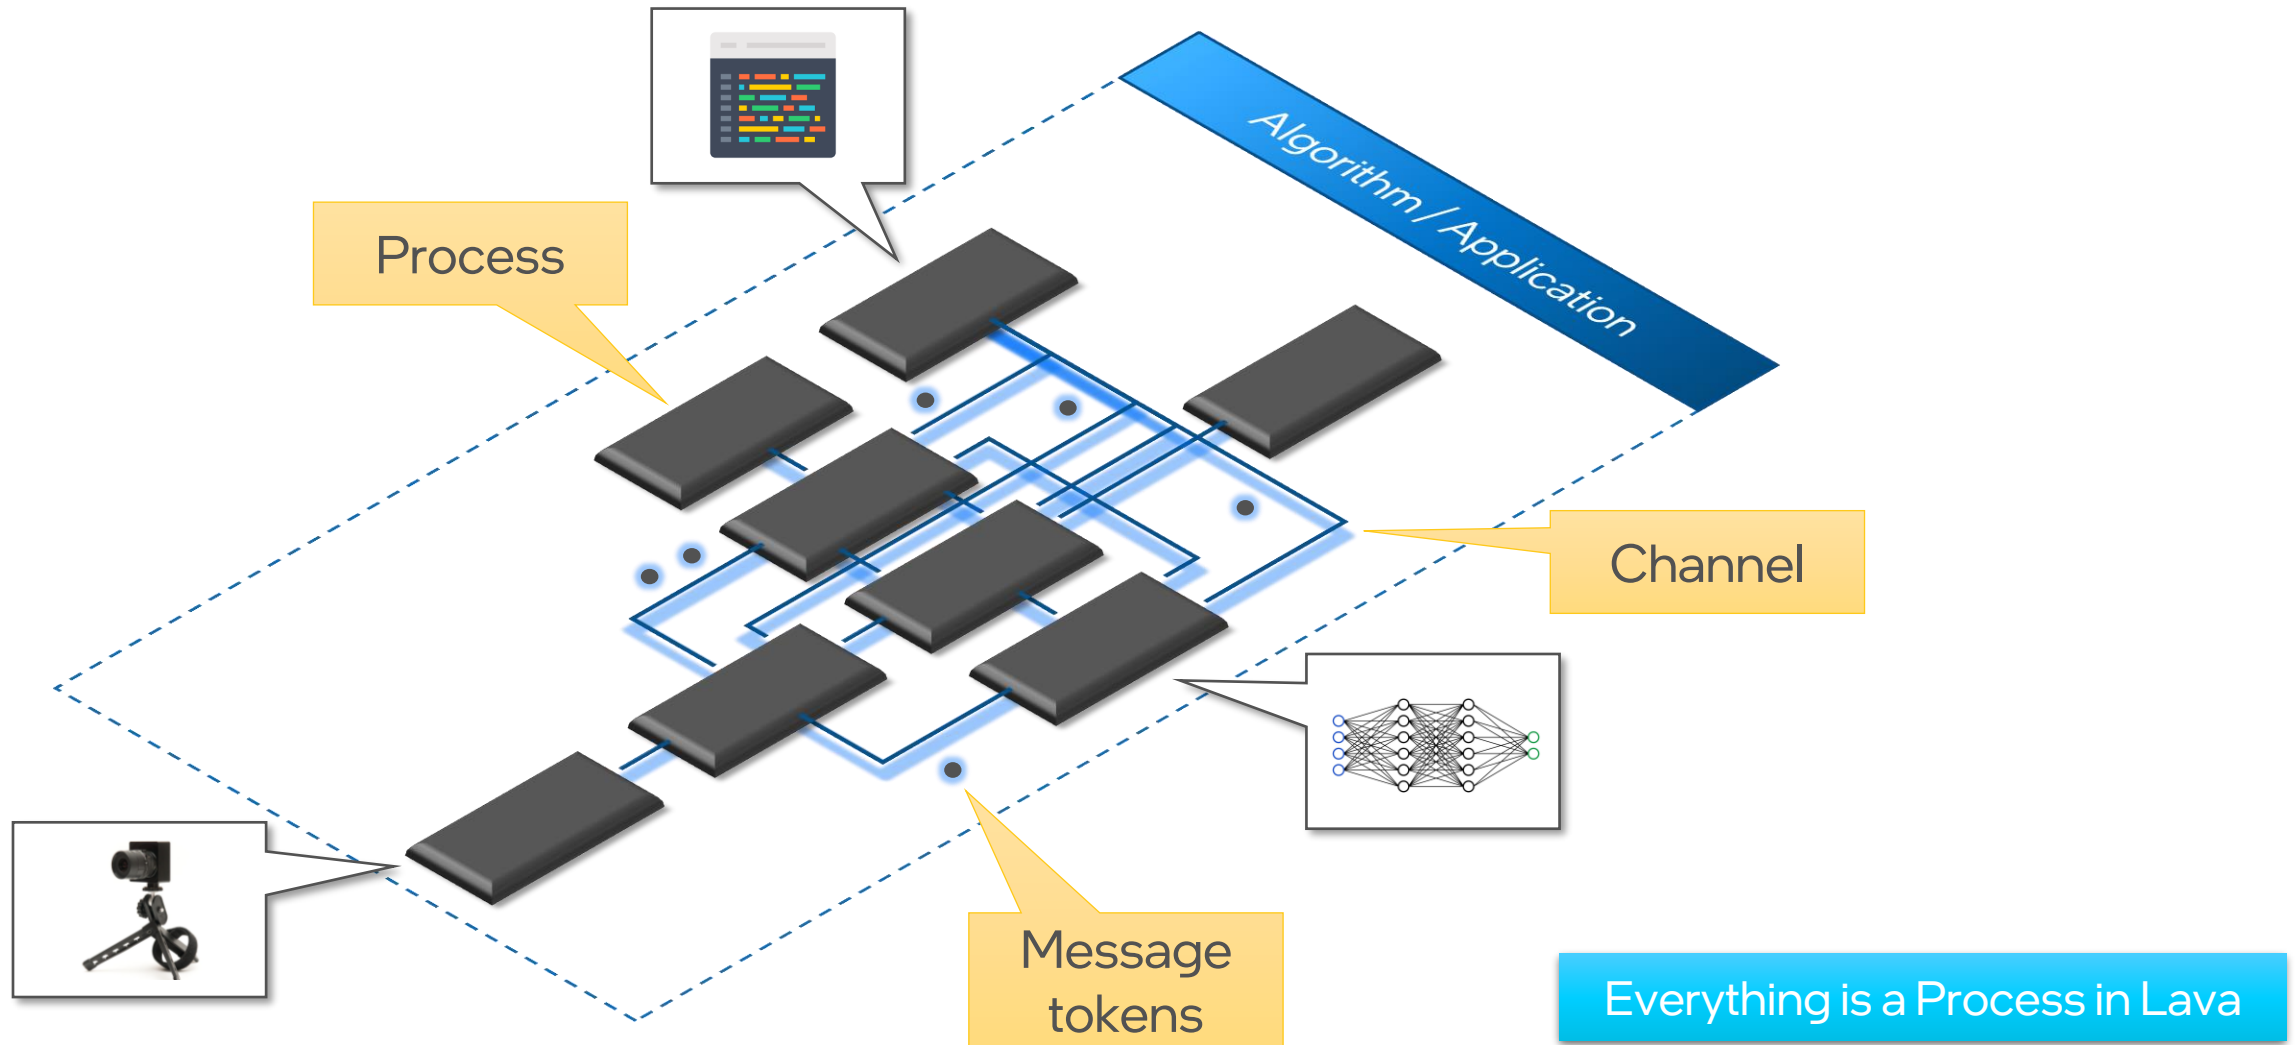 Algorithm / Application
Process
Channel
Message
tokens
Everything is a Process in Lava